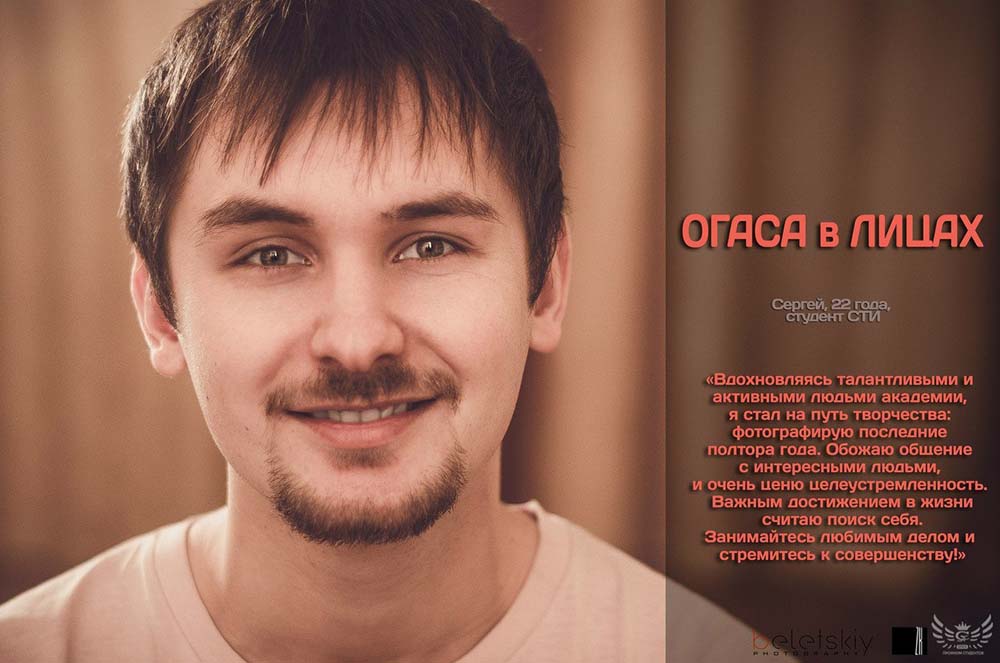 ОГАСА в ЛИЦАХ
Сергей, 22 года,
студент СТИ
«Вдохновляясь талантливыми и
активными людьми академии,
я стал на путь творчества:
фотографирую последние
полтора года. Обожаю общение
с интересными людьми,
и очень ценю целеустремленность.
Важным достижением в жизни
считаю поиск себя.
Занимайтесь любимым делом и
стремитесь к совершенству!»
beletskiy
PHOTOGRAPHY
ПРОФКОМ СТУДЕНТОВ